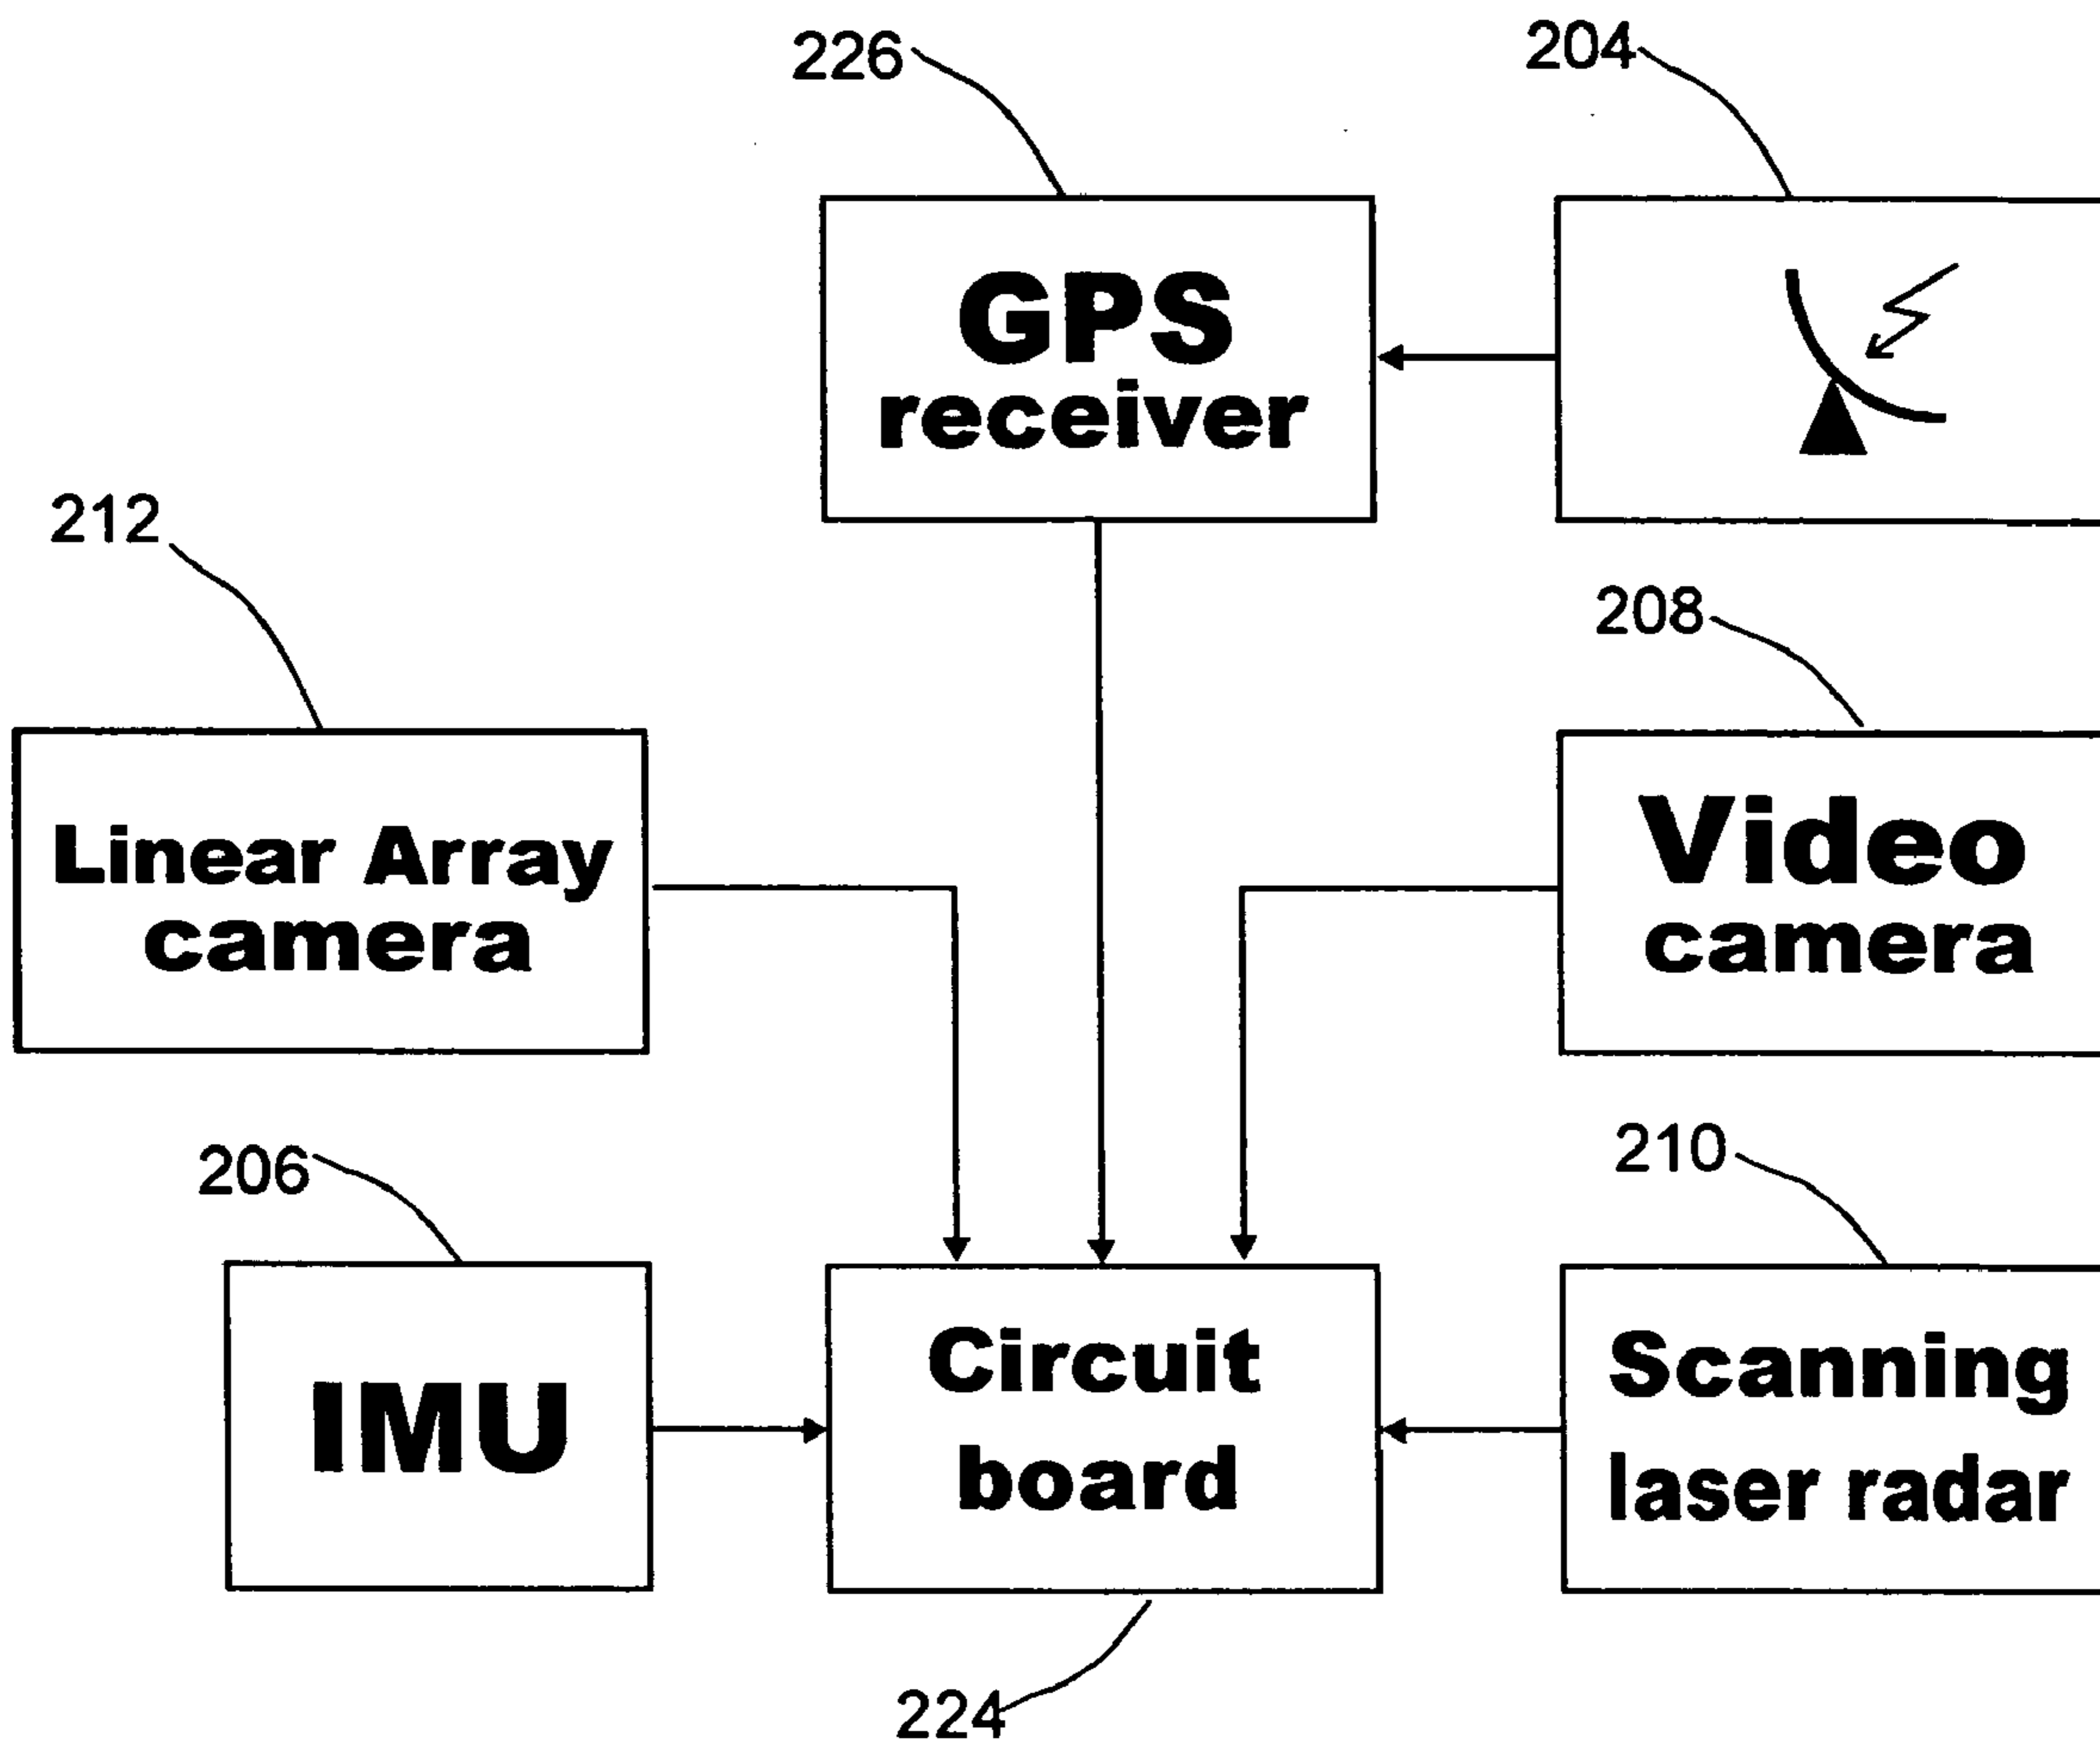 226
204
GPS
receiver
212
208
Linear Array
camera
Video
camera
206
210
IMU
Circuit
board
Scanning
laser radar
224